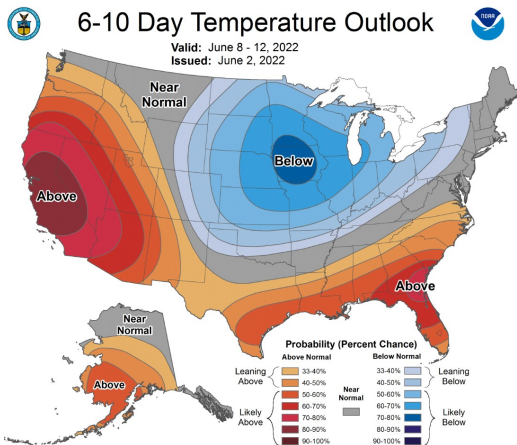 6-10 Day Temperature Outlook
NOAA
Valid: June 8 - 12, 2022
Issued: June 2, 2022
Near
Normal
Below
Above
Above
Near
Normal
Above
Probability (Percent Chance)
Above Normal
Below Normal
Leaning
Above
33-40%
40-50%
Likely
Above
50-60%
60-70%
70-80%
80-90%
90-100%
Near
Normal
33-40%
40-50%
Leaning
Below
50-60%
60-70%
70-80%
80-90%
90-100%
Likely
Below